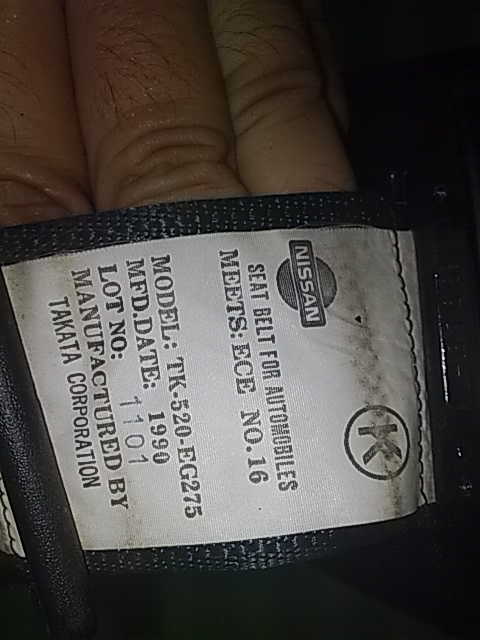 NISSAN
K
SEAT BELT FOR AUTOMOBILES
MEETS: ECE NO.16
MODEL: TK-520-EG275
MFD.DATE: 1990
LOT NO: 1101
MANUFACTURED BY
TAKATA CORPORATION